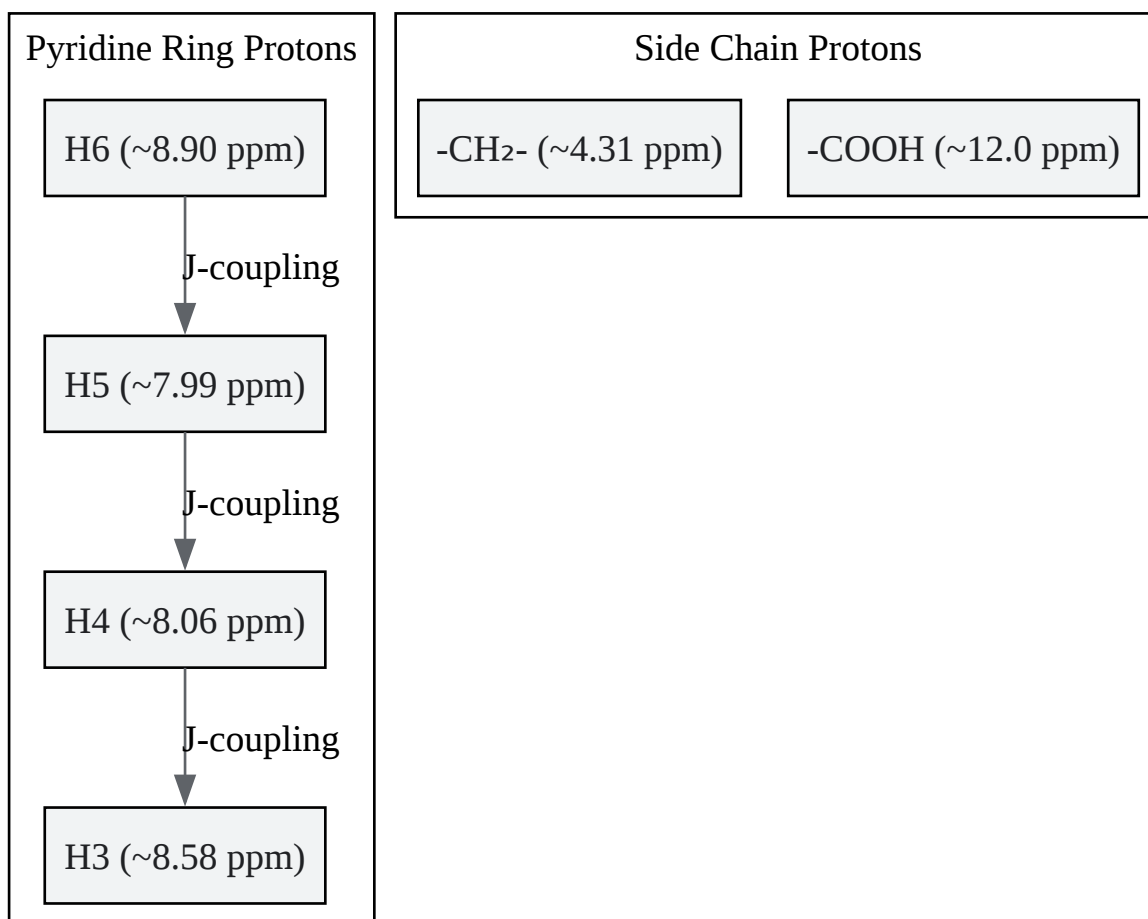 Pyridine Ring Protons
H6 (~8.90 ppm)
J-coupling
H5 (~7.99 ppm)
J-coupling
H4 (~8.06 ppm)
J-coupling
H3 (~8.58 ppm)
Side Chain Protons
-CH₂- (~4.31 ppm)
-COOH (~12.0 ppm)